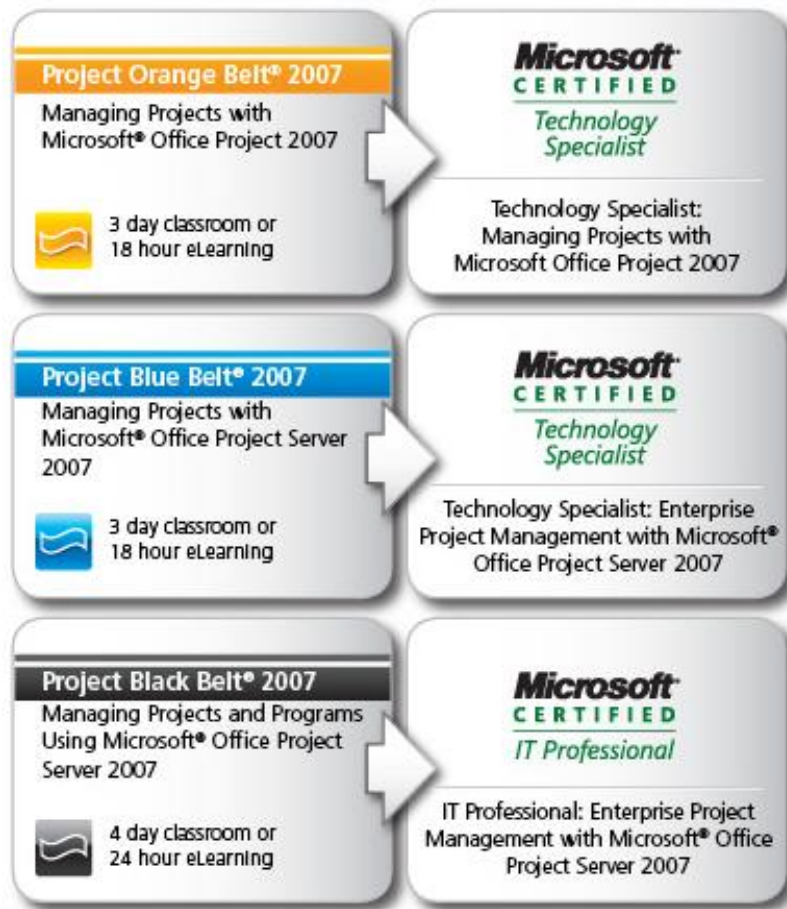 Project Orange Belt® 2007
Managing Projects with
Microsoft® Office Project 2007
3 day classroom or
18 hour eLearning
Microsoft®
CERTIFIED
Technology
Specialist
Technology Specialist:
Managing Projects with
Microsoft Office Project 2007
Project Blue Belt® 2007
Managing Projects with
Microsoft® Office Project Server
2007
3 day classroom or
18 hour eLearning
Microsoft®
CERTIFIED
Technology
Specialist
Technology Specialist: Enterprise
Project Management with Microsoft®
Office Project Server 2007
Project Black Belt® 2007
Managing Projects and Programs
Using Microsoft® Office Project
Server 2007
4 day classroom or
24 hour eLearning
Microsoft®
CERTIFIED
IT Professional
IT Professional: Enterprise Project
Management with Microsoft® Office
Project Server 2007